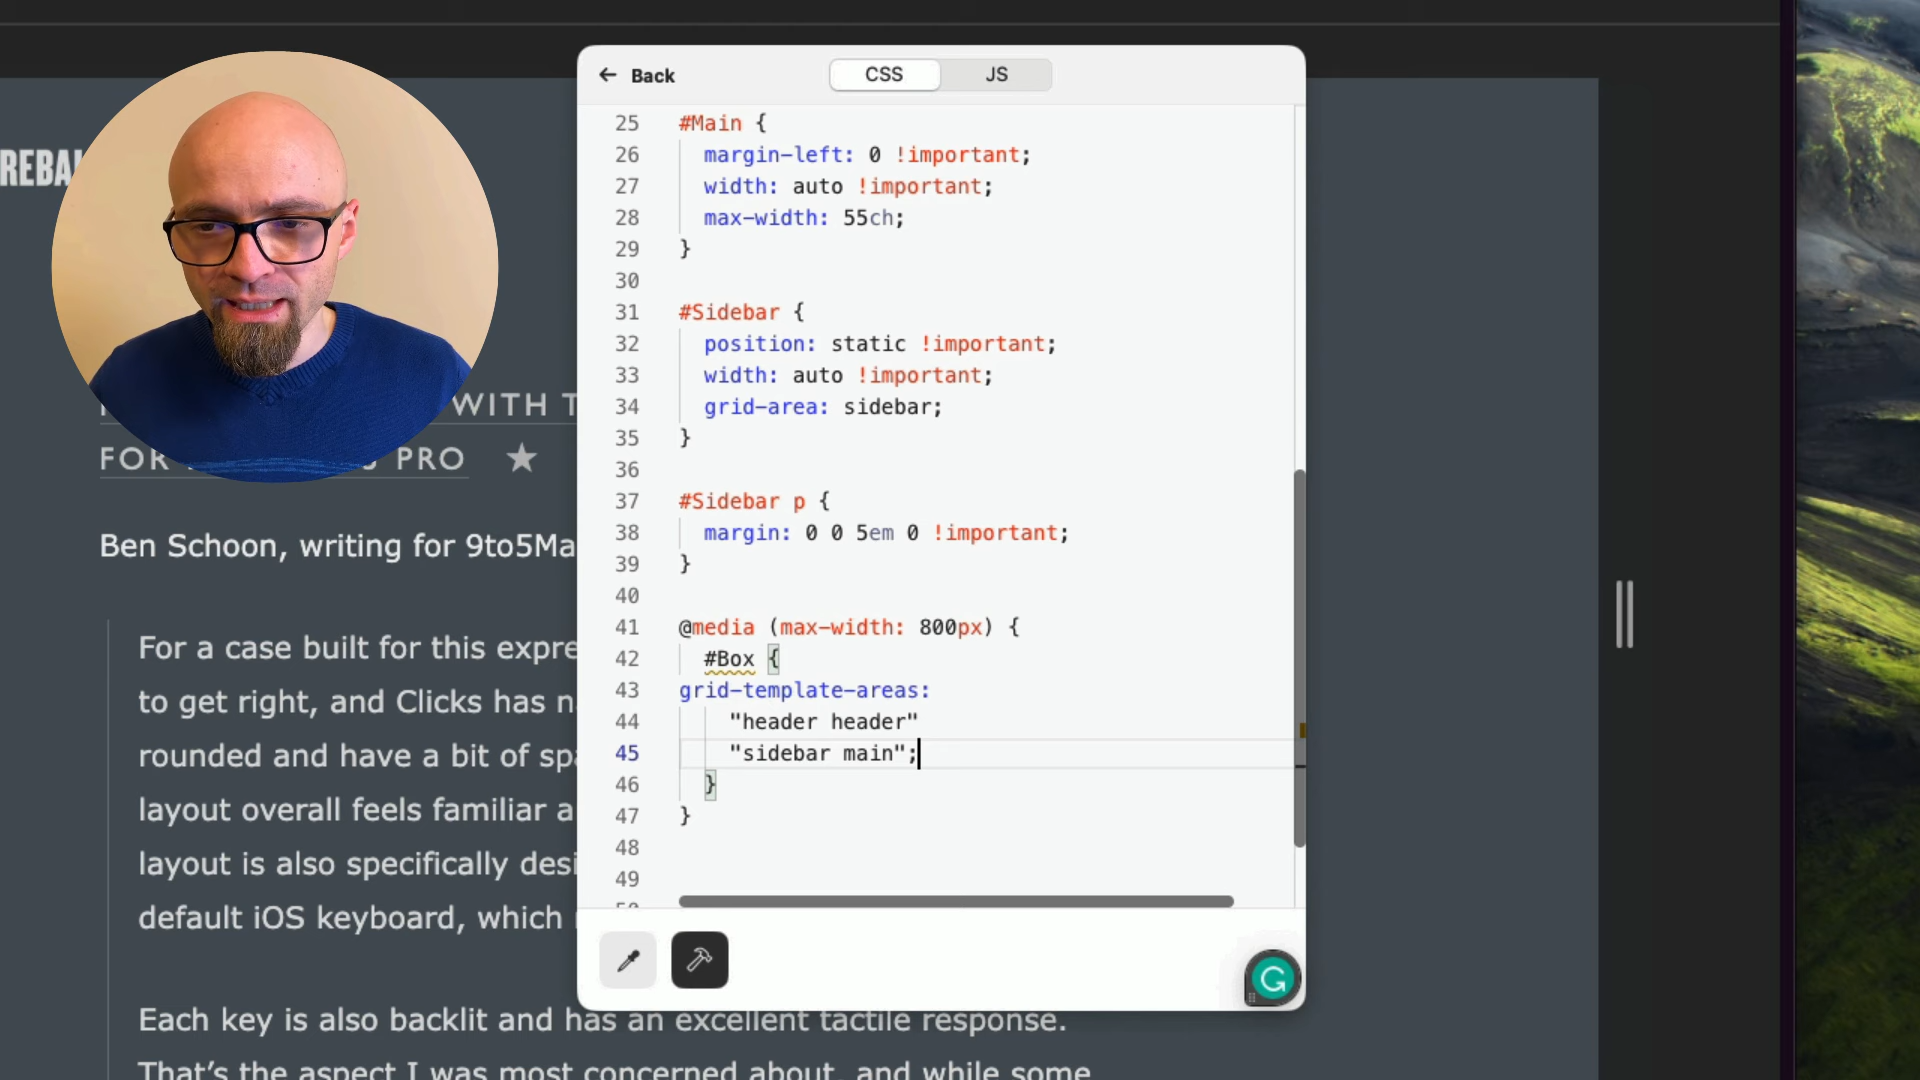 Back
CSS
JS
REBA
WITH T
FOR
PRO ★
Ben Schoon, writing for 9to5Ma
For a case built for this expre
to get right, and Clicks has n
rounded and have a bit of spa
layout overall feels familiar a
layout is also specifically desi
default iOS keyboard, which
Each key is also backlit and has an excellent tactile response.
That’s the aspect I was most concerned about, and while some
25 #Main {
26 margin-left: 0 !important;
27 width: auto !important;
28 max-width: 55ch;
29 }
30
31 #Sidebar {
32 position: static !important;
33 width: auto !important;
34 grid-area: sidebar;
35 }
36
37 #Sidebar p {
38 margin: 0 0 5em 0 !important;
39 }
40
41 @media (max-width: 800px) {
42 #Box {
43 grid-template-areas:
44 "header header"
45 "sidebar main";
46 }
47 }
48
49